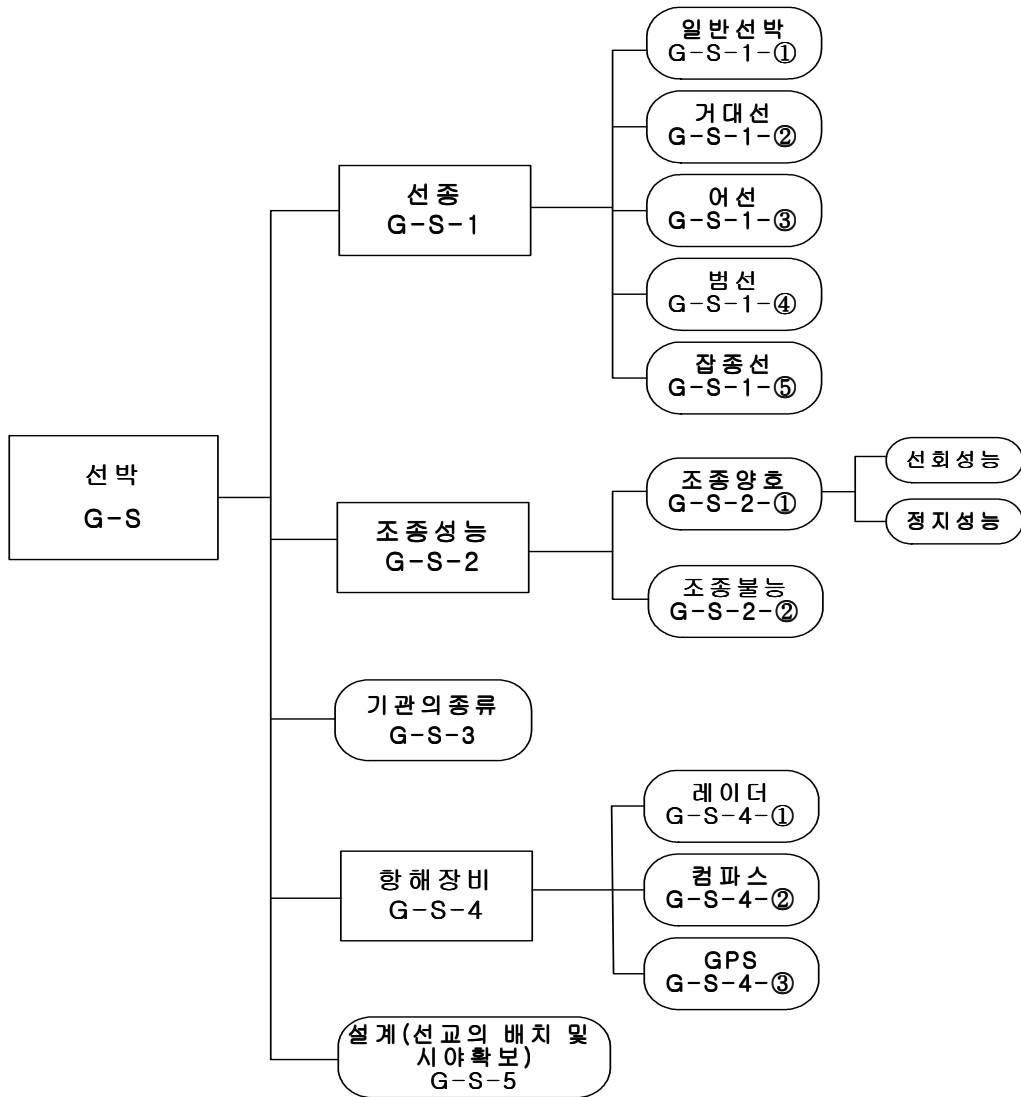 선박
G-S
선종
G-S-1
일반선박
G-S-1-①
거대선
G-S-1-②
어선
G-S-1-③
범선
G-S-1-④
잡종선
G-S-1-⑤
조종성능
G-S-2
조종양호
G-S-2-①
선회성능
정지성능
조종불능
G-S-2-②
기관의종류
G-S-3
항해장비
G-S-4
레이더
G-S-4-①
컴파스
G-S-4-②
GPS
G-S-4-③
설계(선교의 배치 및
시야확보)
G-S-5